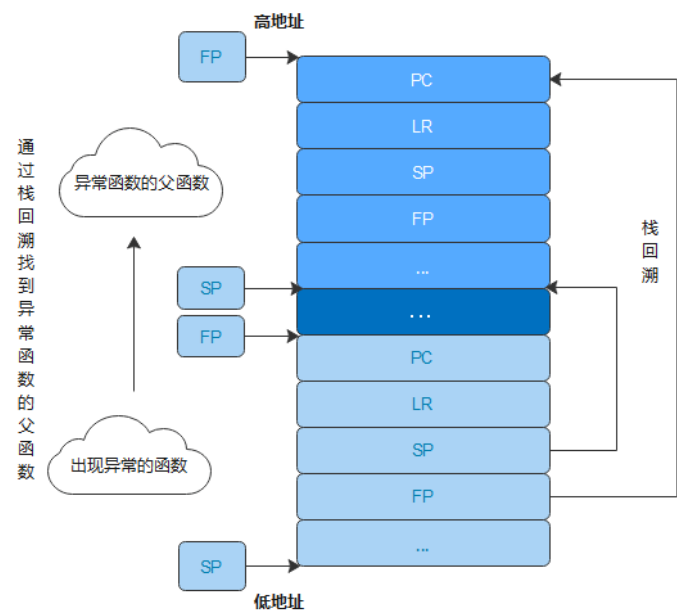 高地址
FP
PC
LR
SP
FP
...
SP
...
FP
PC
LR
SP
FP
...
SP
低地址
通过栈回溯找到异常函数的父函数
异常函数的父函数
出现异常的函数
栈回溯